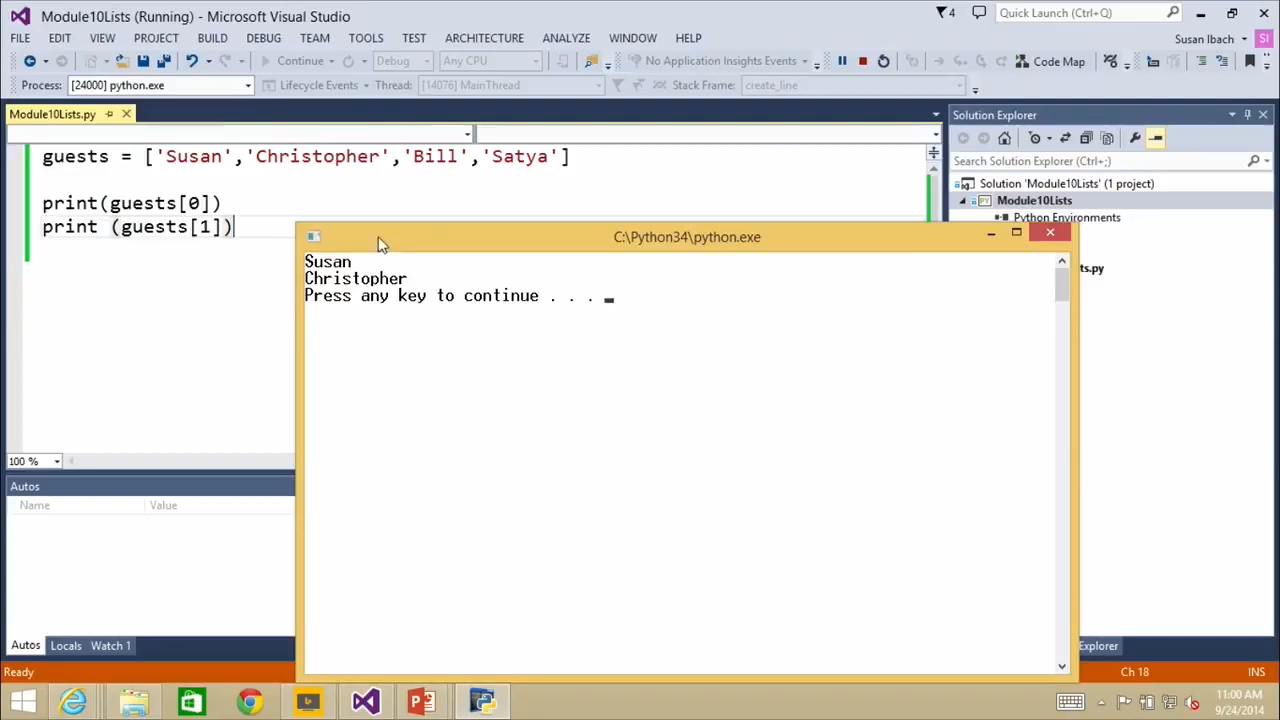 Module10Lists (Running) - Microsoft Visual Studio
4
Quick Launch (Ctrl+Q)
FILE EDIT VIEW PROJECT BUILD DEBUG TEAM TOOLS TEST ARCHITECTURE ANALYZE WINDOW HELP
Susan Ibach
SI
Continue
Debug
Any CPU
No Application Insights Events
Code Map
Process: [24000] python.exe
Lifecycle Events
Thread: [14076] MainThread
Stack Frame: create_line
Module10Lists.py
Solution Explorer
Search Solution Explorer (Ctrl+;)
Solution 'Module10Lists' (1 project)
Module10Lists
Python Environments
ts.py
guests = ['Susan','Christopher','Bill','Satya']
print(guests[0])
print (guests[1])
C:\Python34\python.exe
Susan
Christopher
Press any key to continue . . .
100 %
Autos
Name Value
Autos Locals Watch 1
Explorer
Ready
Ch 18
INS
11:00 AM
9/24/2014